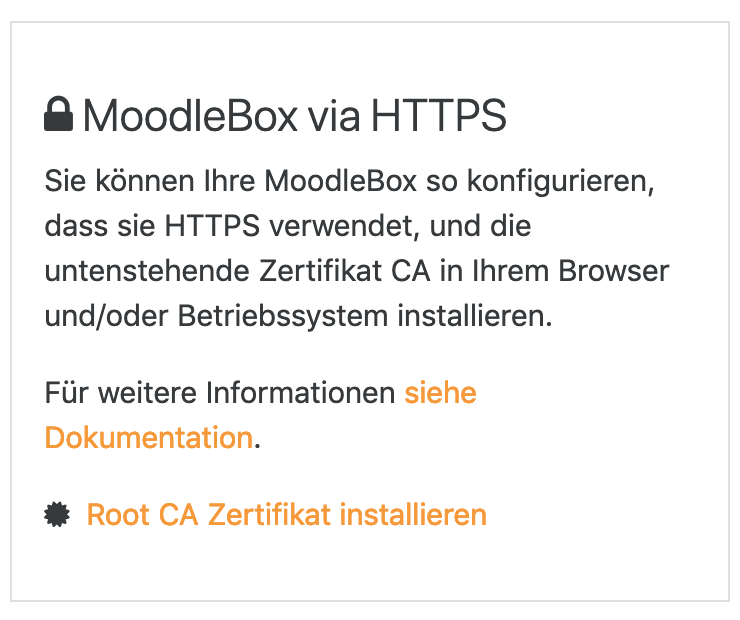 MoodleBox via HTTPS
Sie können Ihre MoodleBox so konfigurieren,
dass sie HTTPS verwendet, und die
untenstehende Zertifikat CA in Ihrem Browser
und/oder Betriebssystem installieren.
Für weitere Informationen siehe
Dokumentation.
Root CA Zertifikat installieren